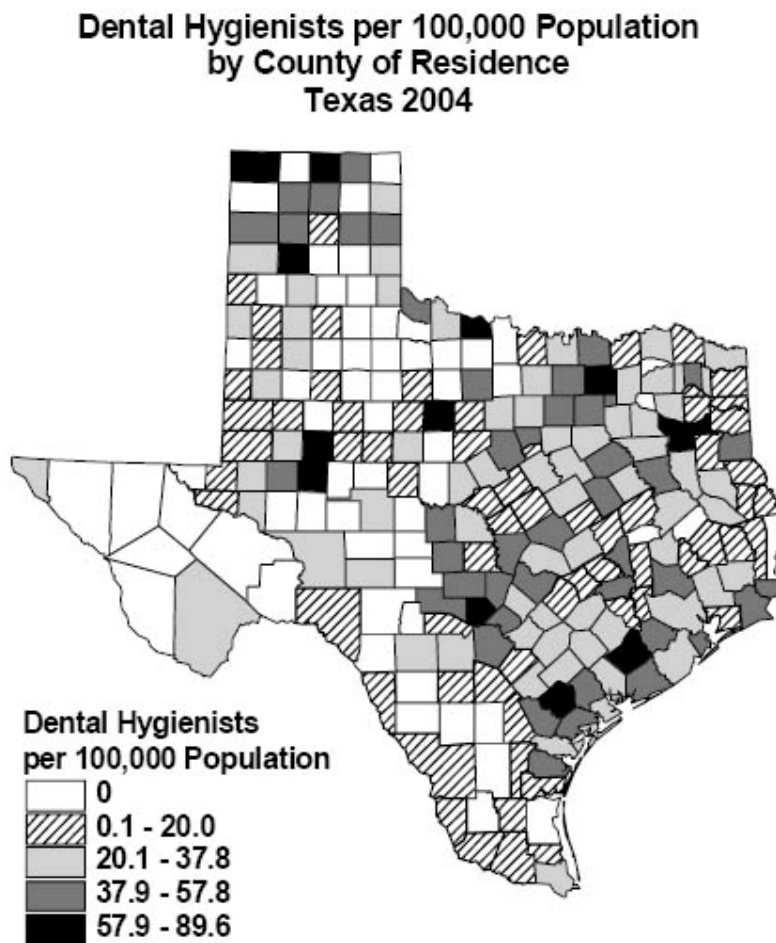 Dental Hygienists per 100,000 Population
by County of Residence
Texas 2004
Dental Hygienists
per 100,000 Population
0
0.1 - 20.0
20.1 - 37.8
37.9 - 57.8
57.9 - 89.6